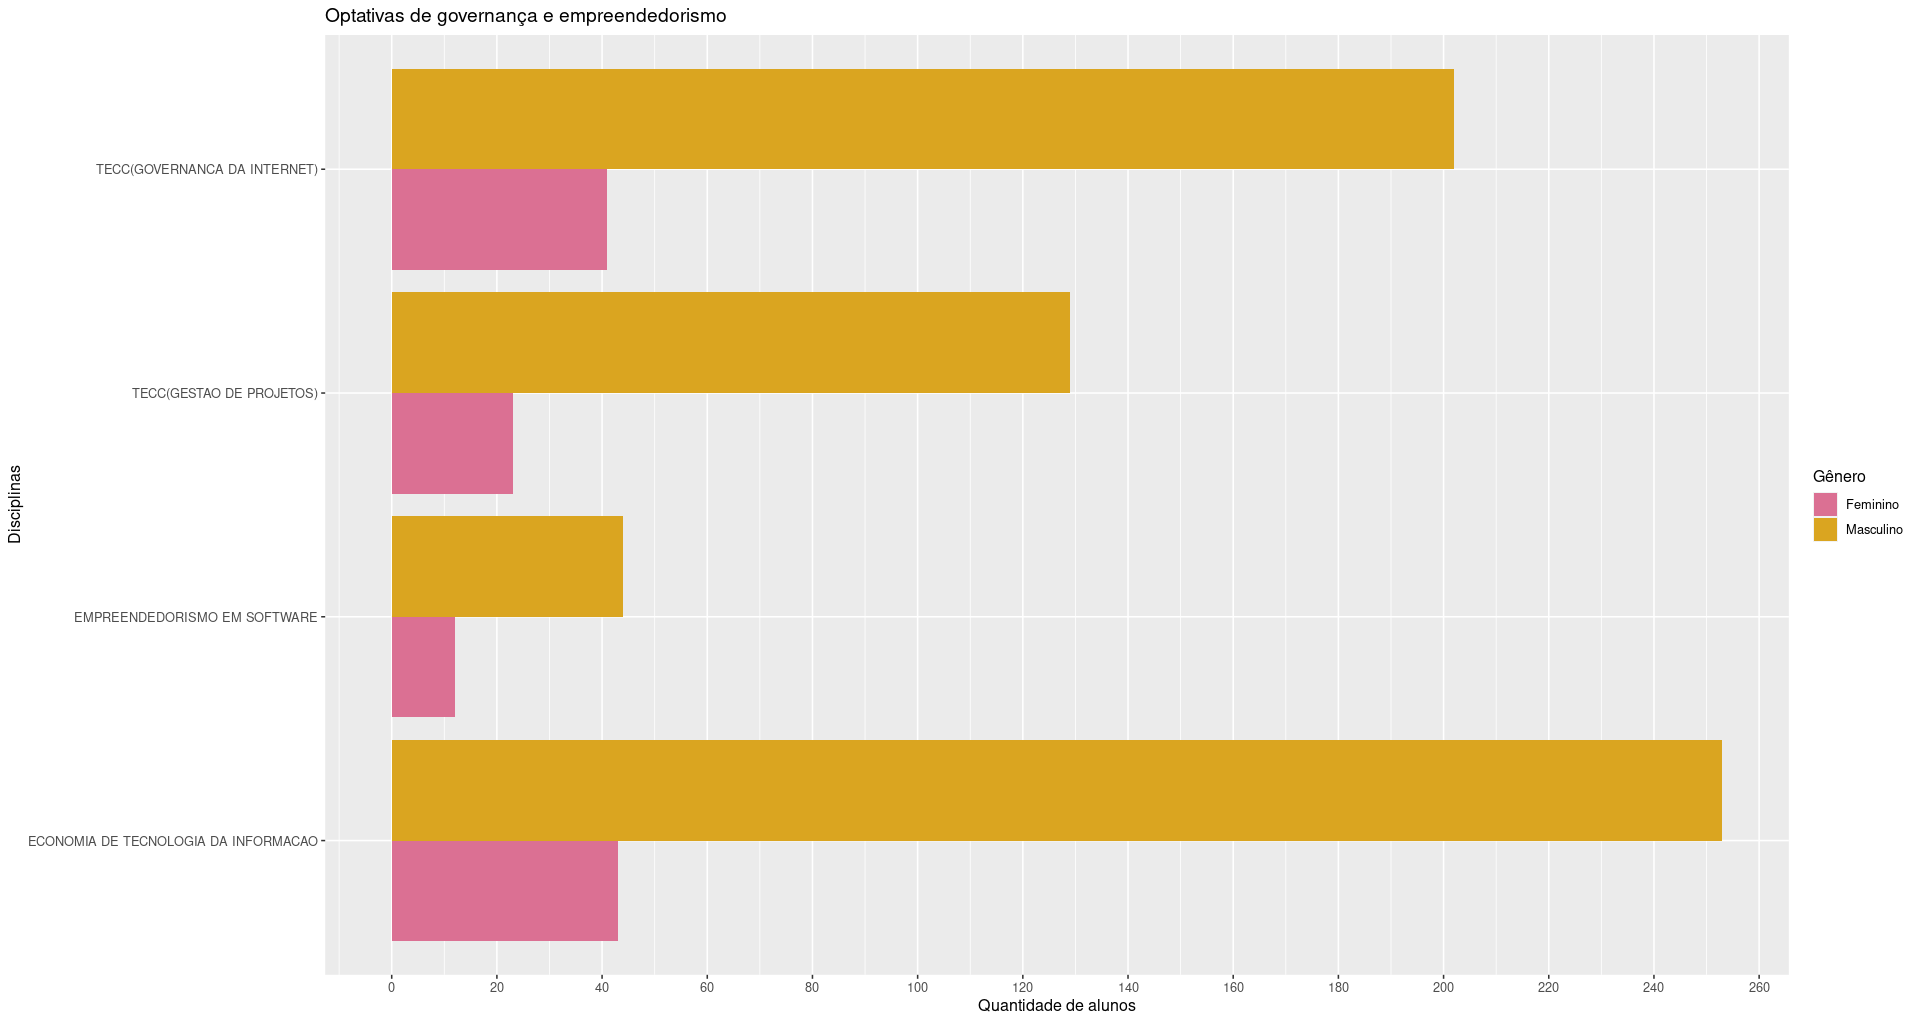 Optativas de governança e empreendedorismo
Disciplinas
TECC(GOVERNANCA DA INTERNET)
TECC(GESTAO DE PROJETOS)
EMPREENDEDORISMO EM SOFTWARE
ECONOMIA DE TECNOLOGIA DA INFORMACAO
0 20 40 60 80 100 120 140 160 180 200 220 240 260
Quantidade de alunos
Gênero
Feminino
Masculino